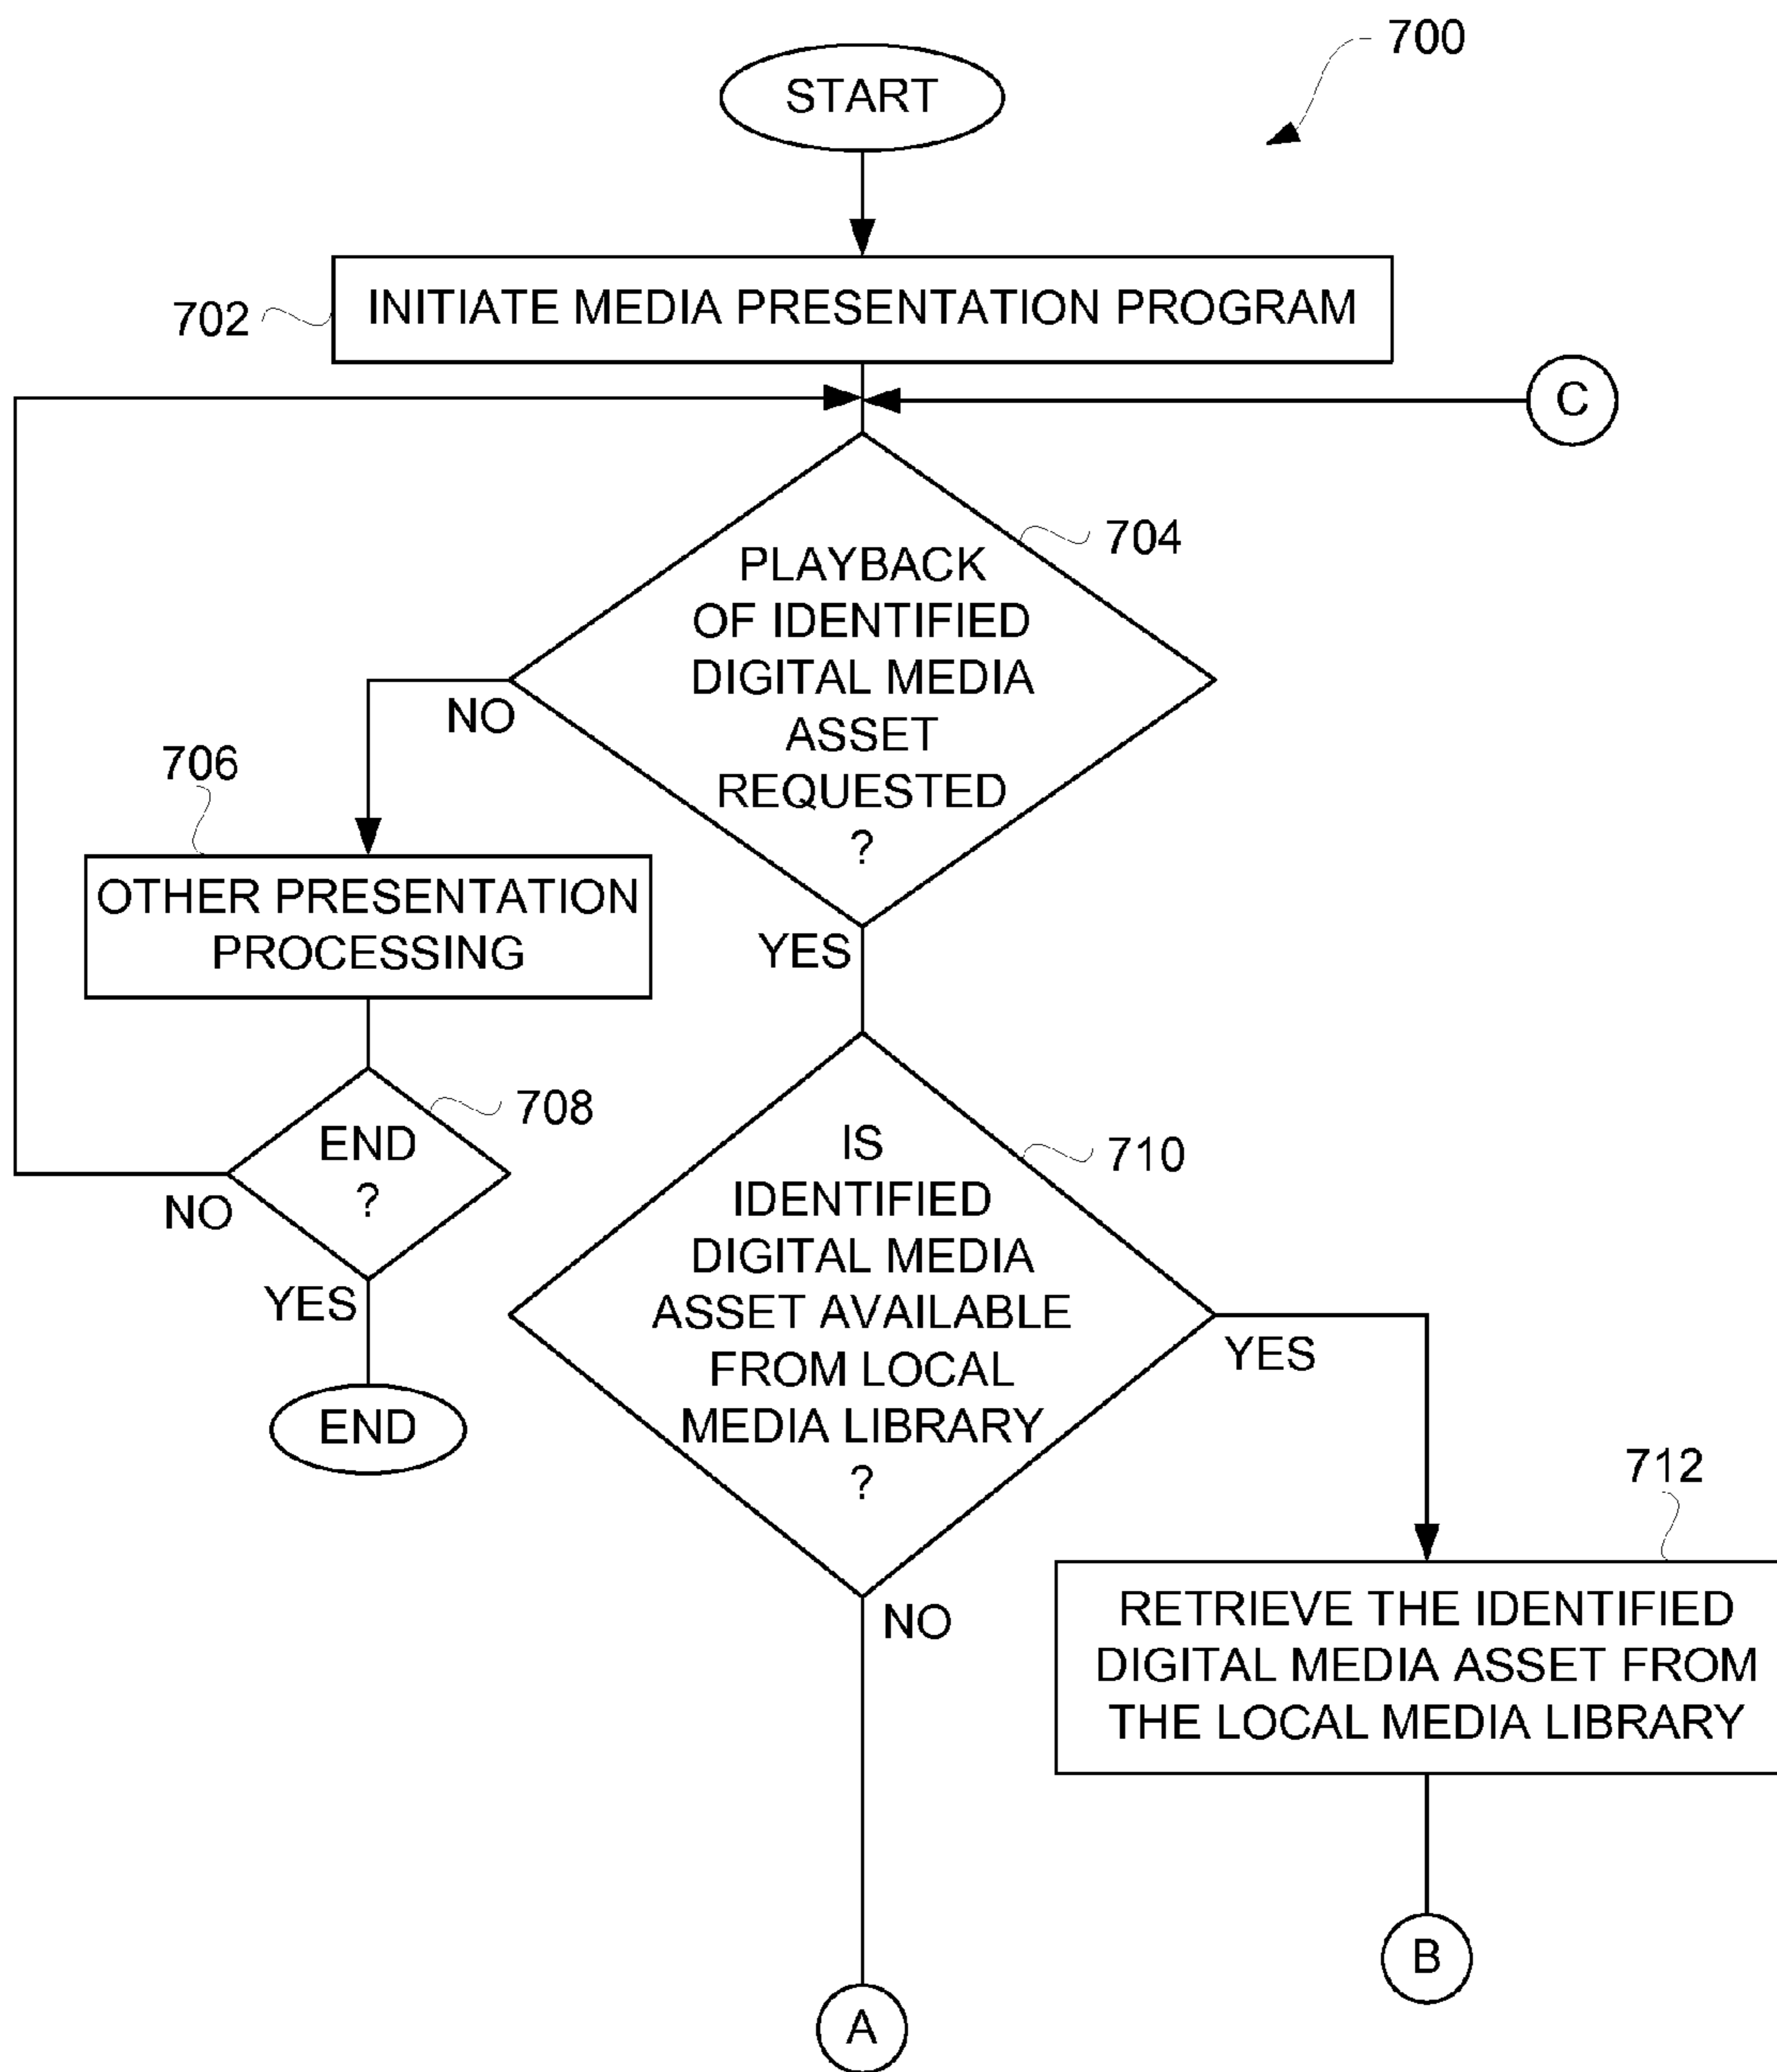 700
START
702
INITIATE MEDIA PRESENTATION PROGRAM
C
704
PLAYBACK
OF IDENTIFIED
DIGITAL MEDIA
ASSET
REQUESTED
?
NO
YES
706
OTHER PRESENTATION
PROCESSING
708
END
?
NO
YES
END
710
IS
IDENTIFIED
DIGITAL MEDIA
ASSET AVAILABLE
FROM LOCAL
MEDIA LIBRARY
?
YES
NO
712
RETRIEVE THE IDENTIFIED
DIGITAL MEDIA ASSET FROM
THE LOCAL MEDIA LIBRARY
B
A